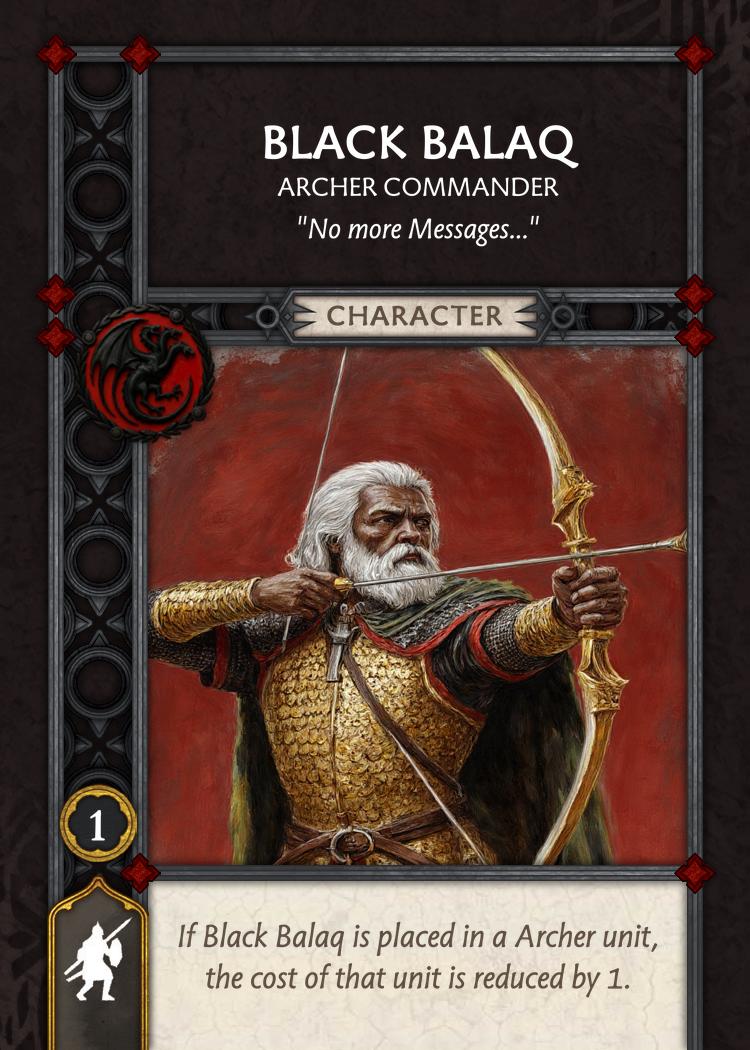 BLACK BALAQ
ARCHER COMMANDER
"No more Messages..."
CHARACTER
1
If Black Balaq is placed in a Archer unit,
the cost of that unit is reduced by 1.